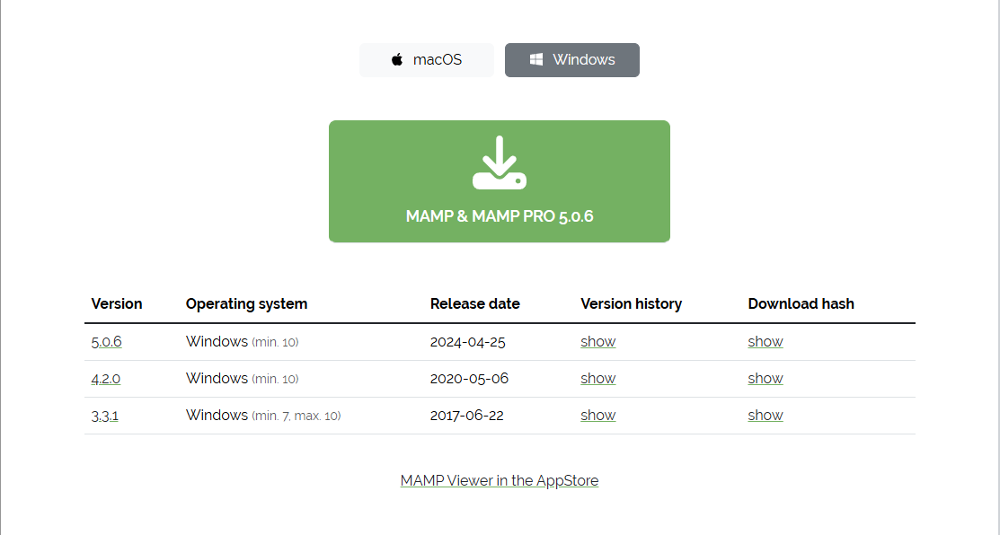 macOS Windows
MAMP & MAMP PRO 5.0.6
Version Operating system Release date Version history Download hash
5.0.6 Windows (min. 10) 2024-04-25 show show
4.2.0 Windows (min. 10) 2020-05-06 show show
3.3.1 Windows (min. 7, max. 10) 2017-06-22 show show
MAMP Viewer in the AppStore